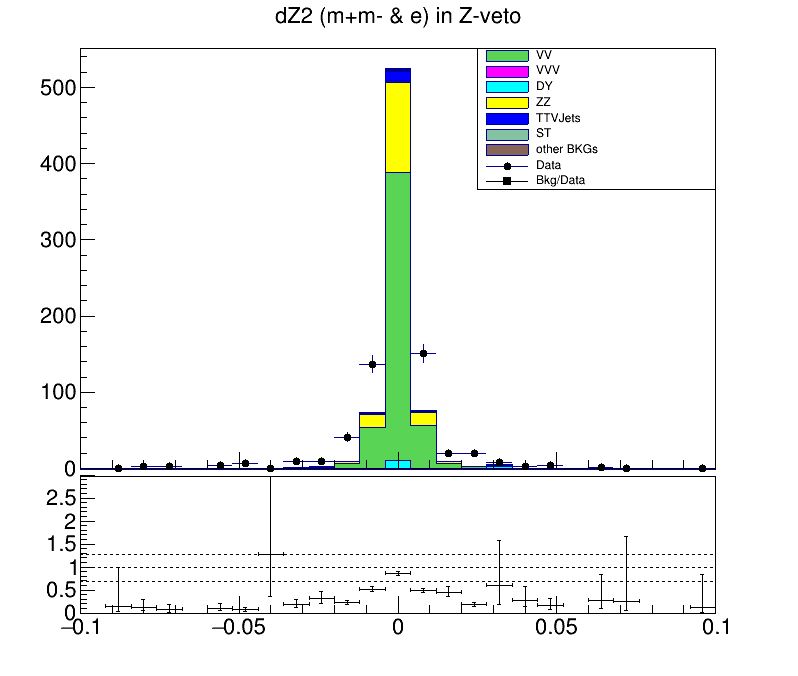 dZ2 (m+m- & e) in Z-veto
500
400
300
200
100
0
VV
VVV
DY
ZZ
TTVJets
ST
other BKGs
Data
Bkg/Data
2.5
2
1.5
1
0.5
0
−0.1
−0.05
0
0.05
0.1